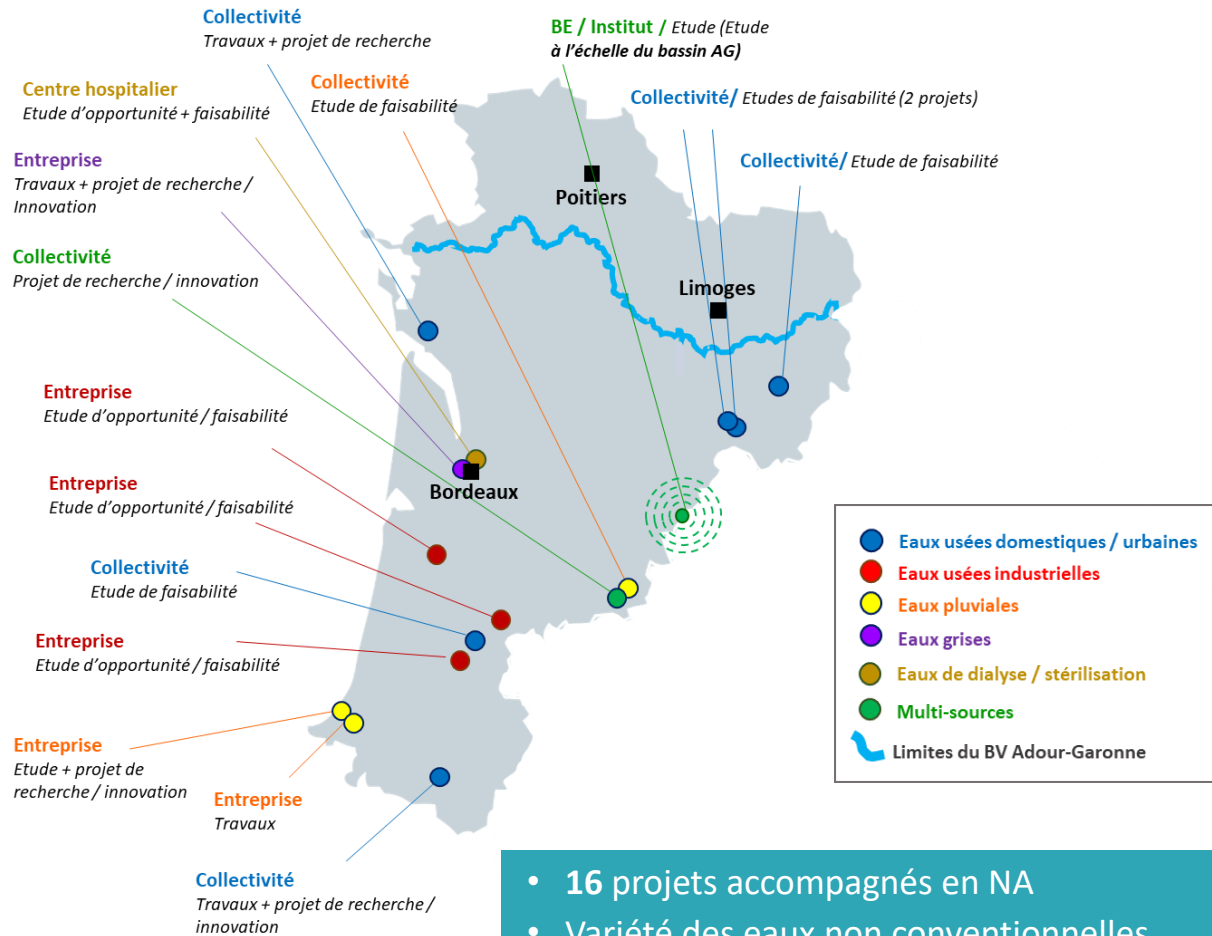 Collectivité
Travaux + projet de recherche
BE / Institut / Etude (Etude
à l’échelle du bassin AG)
Centre hospitalier
Etude d’opportunité + faisabilité
Collectivité
Etude de faisabilité
Collectivité/ Etudes de faisabilité (2 projets)
Collectivité/ Etude de faisabilité
Entreprise
Travaux + projet de recherche /
Innovation
Poitiers
Collectivité
Projet de recherche / innovation
Limoges
Entreprise
Etude d’opportunité / faisabilité
Entreprise
Etude d’opportunité / faisabilité
Bordeaux
Collectivité
Etude de faisabilité
Entreprise
Etude d’opportunité / faisabilité
Entreprise
Etude + projet de
recherche / innovation
Entreprise
Travaux
Collectivité
Travaux + projet de recherche /
innovation
Eaux usées domestiques / urbaines
Eaux usées industrielles
Eaux pluviales
Eaux grises
Eaux de dialyse / stérilisation
Multi-sources
Limites du BV Adour-Garonne
• 16 projets accompagnés en NA
• Variété des eaux non conventionnelles